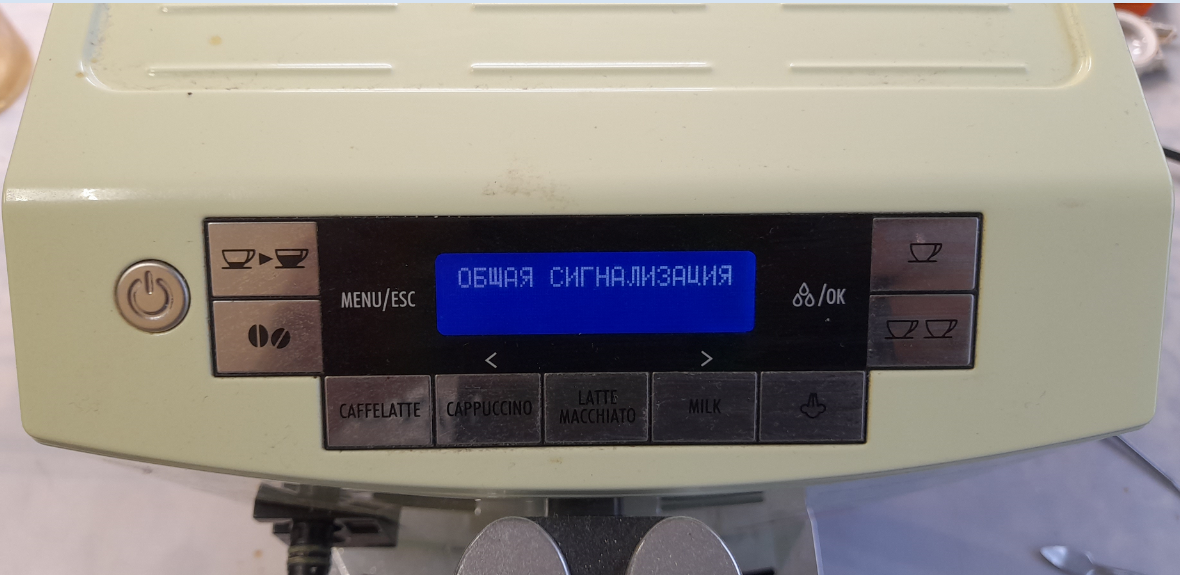 ОБЩАЯ СИГНАЛИЗАЦИЯ
MENU/ESC
/OK
< >
CAFFELATTE
CAPPUCCINO
LATTE
MACCHIATO
MILK